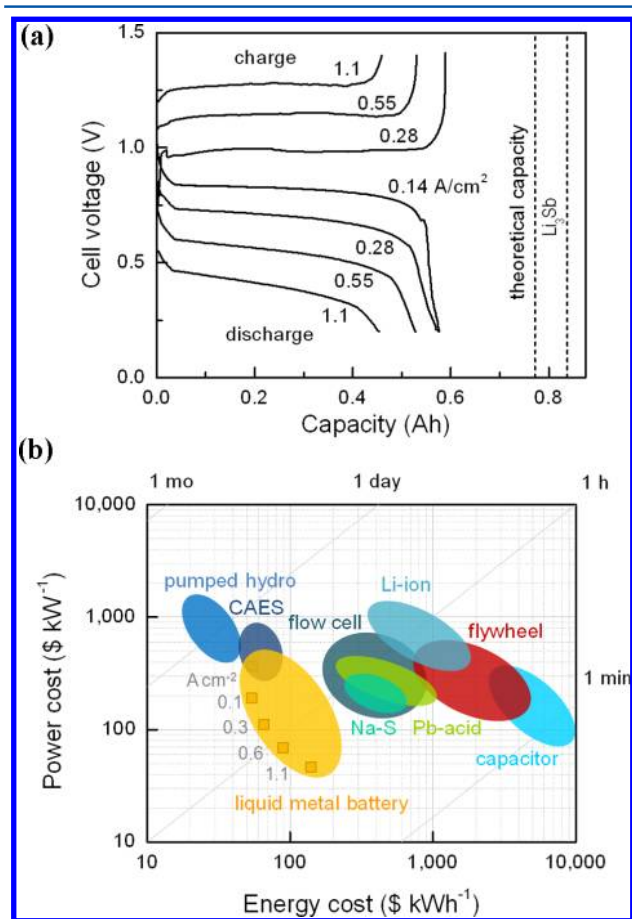 (a)
1.5
1.0
0.5
0.0
Cell voltage (V)
charge
1.1
0.55
0.28
0.14 A/cm²
0.28
0.55
1.1
discharge
theoretical capacity
Li₃Sb
0.0 0.2 0.4 0.6 0.8
Capacity (Ah)
(b)
1 mo 1 day 1 h
10,000
1,000
100
10
Power cost ($ kW⁻¹)
pumped hydro
CAES
flow cell
Li-ion
flywheel
1 min
A cm⁻²
0.1
0.3
0.6
1.1
Na-S
Pb-acid
capacitor
liquid metal battery
10 100 1,000 10,000
Energy cost ($ kWh⁻¹)